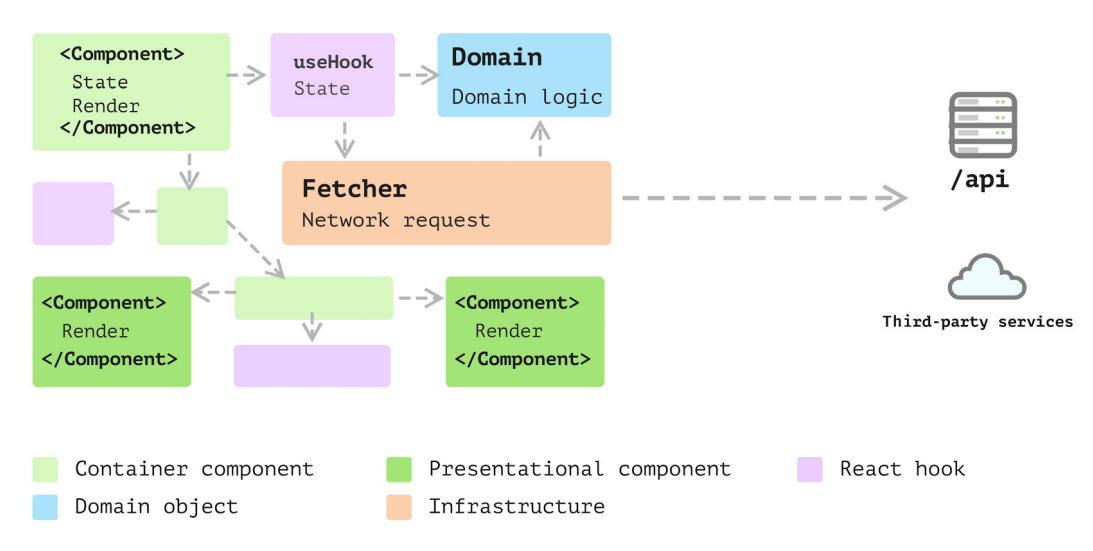 <Component>
State
Render
</Component>
useHook
State
Domain
Domain logic
Fetcher
Network request
/api
Third-party services
<Component>
Render
</Component>
<Component>
Render
</Component>
Container component
Presentational component
React hook
Domain object
Infrastructure